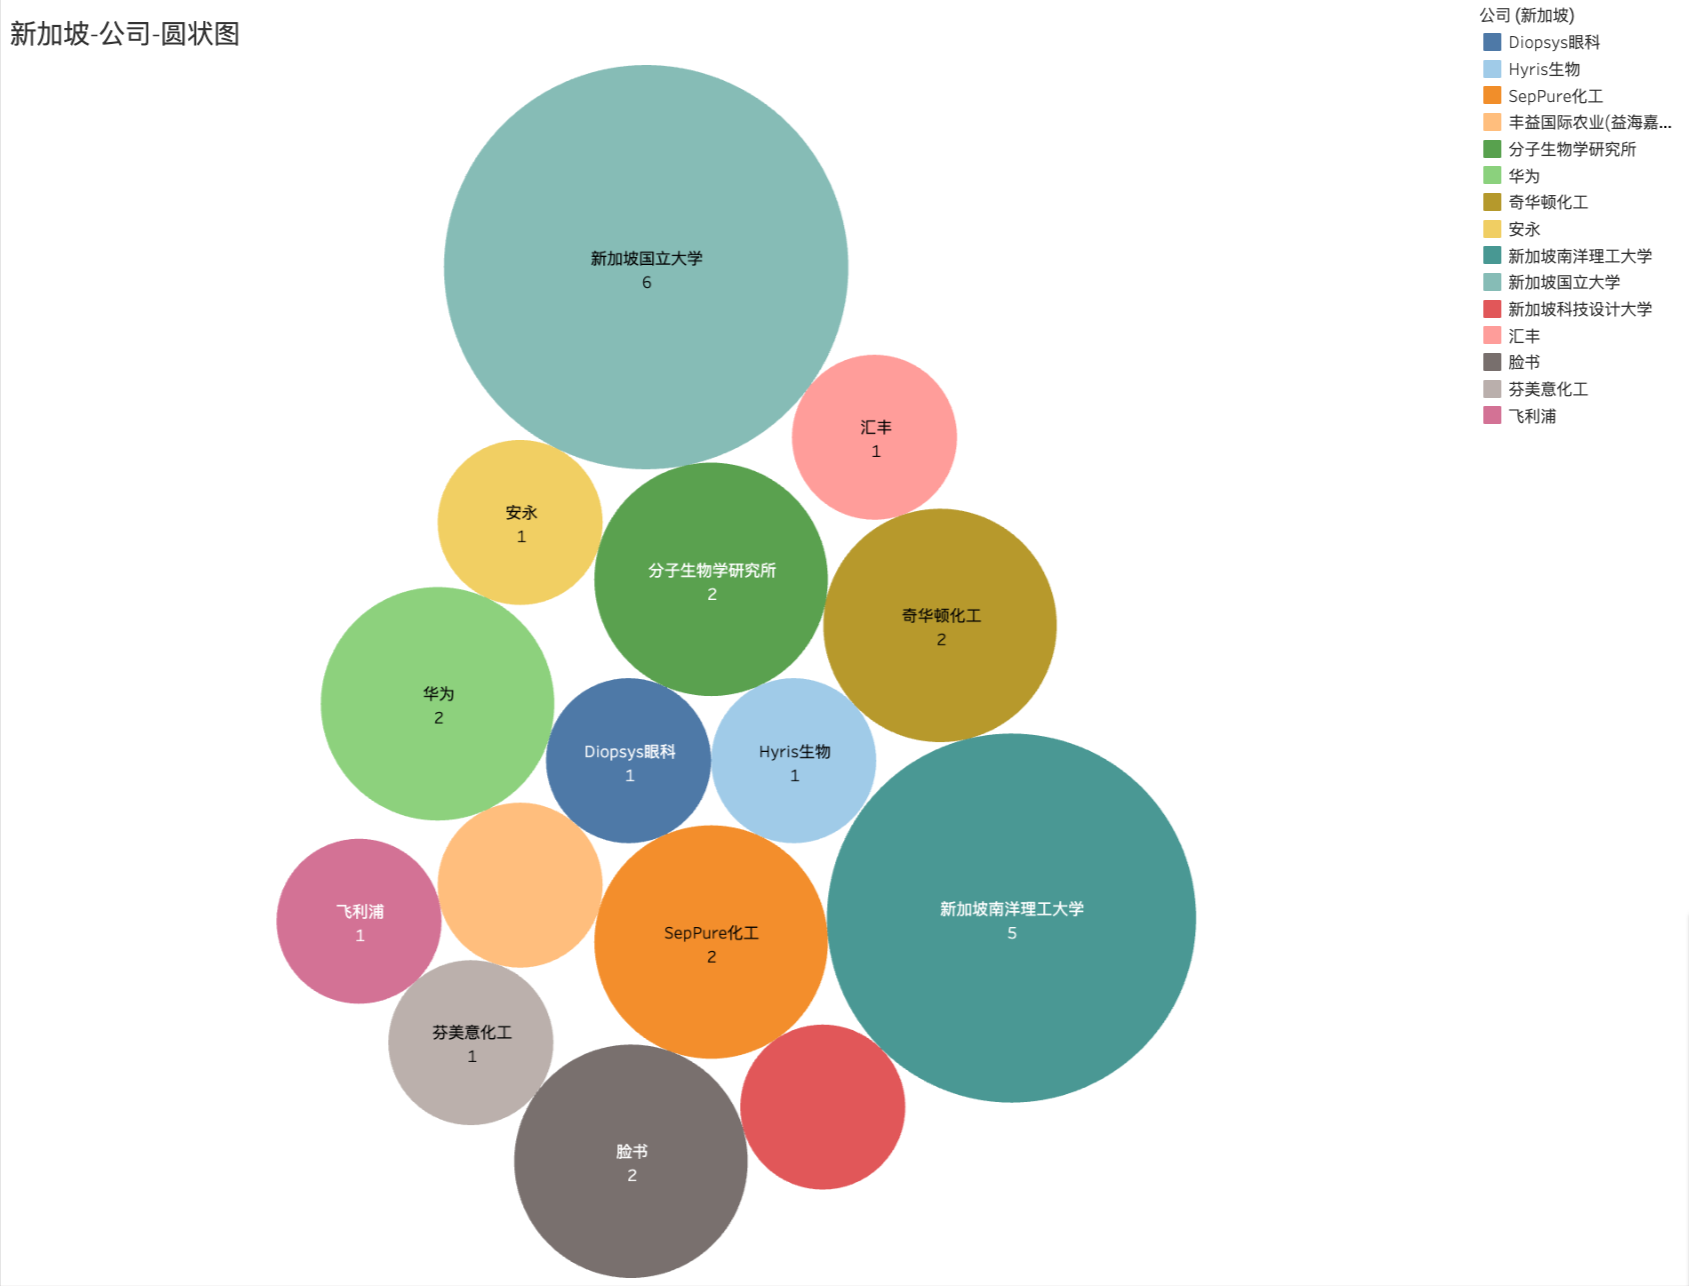 新加坡-公司-圆状图
公司 (新加坡)
Diopsys眼科
Hyris生物
SepPure化工
丰益国际农业(益海嘉...
分子生物学研究所
华为
奇华顿化工
安永
新加坡南洋理工大学
新加坡国立大学
新加坡科技设计大学
汇丰
脸书
芬美意化工
飞利浦
新加坡国立大学
6
汇丰
1
安永
1
分子生物学研究所
2
奇华顿化工
2
华为
2
Diopsys眼科
1
Hyris生物
1
飞利浦
1
SepPure化工
2
新加坡南洋理工大学
5
芬美意化工
1
脸书
2